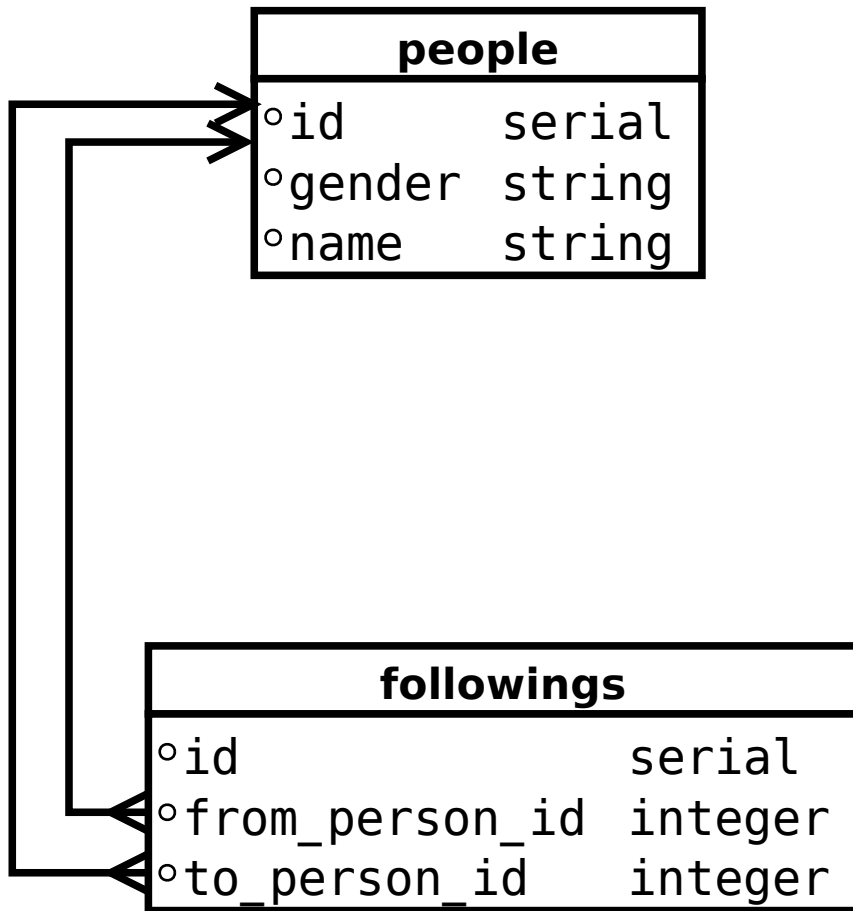 people
id serial
gender string
name string
followings
id serial
from_person_id integer
to_person_id integer